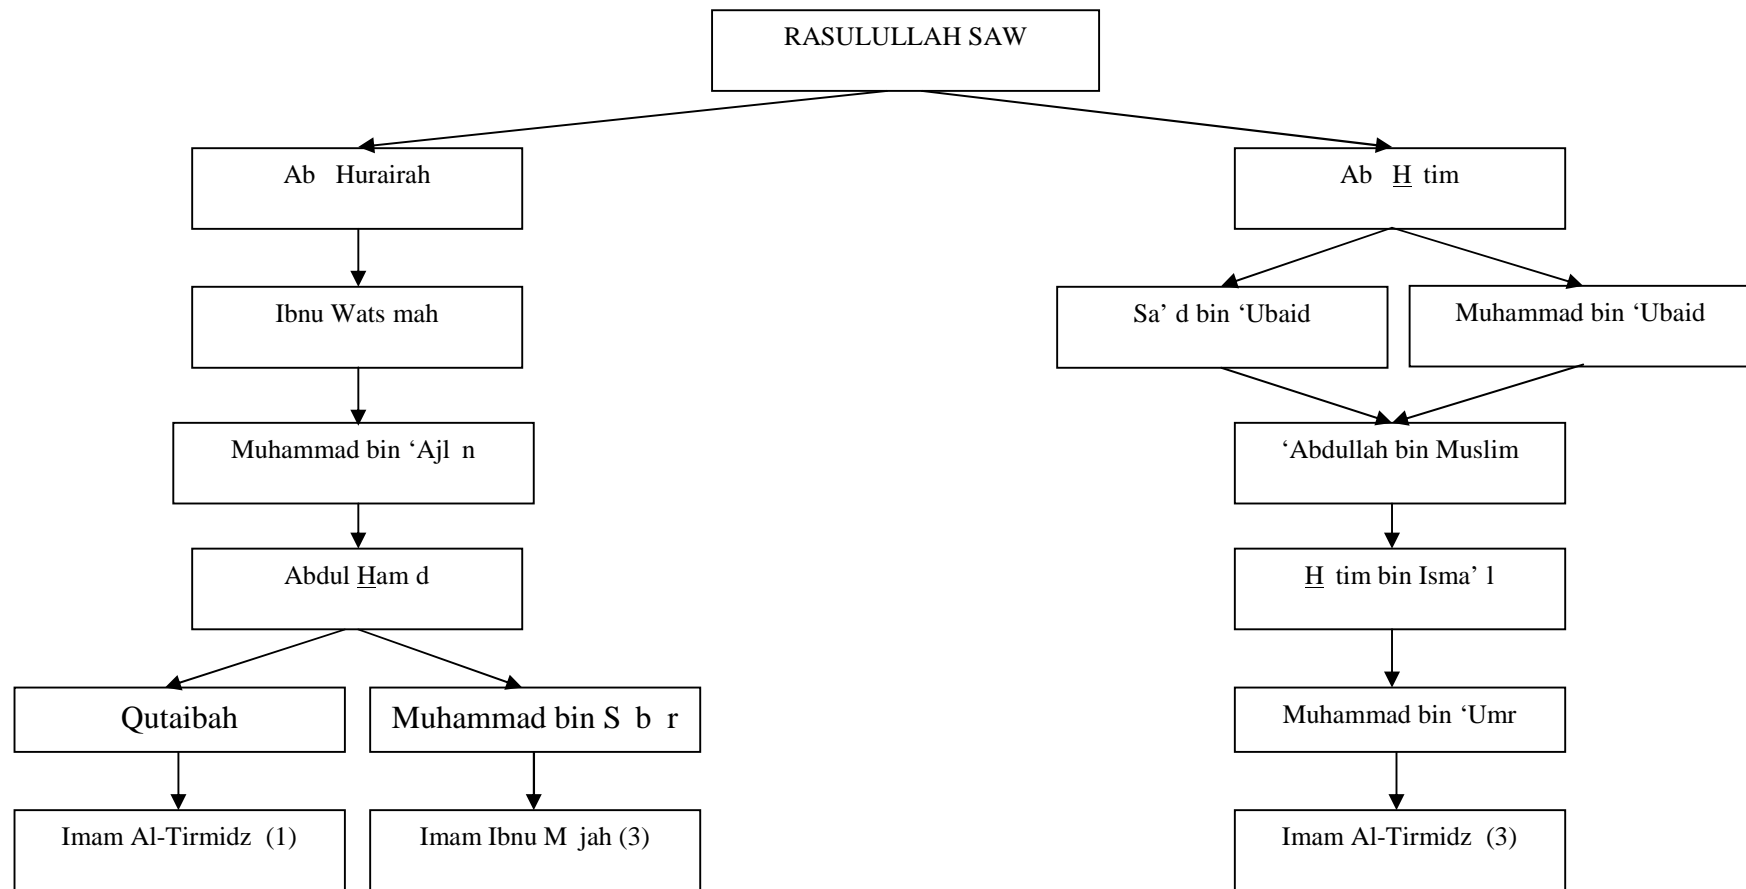 RASULULLAH SAW
Ab Hurairah
Ab H tim
Ibnu Wats mah
Sa’ d bin ‘Ubaid
Muhammad bin ‘Ubaid
Muhammad bin ‘Ajl n
‘Abdullah bin Muslim
Abdul Ham d
H tim bin Isma’ l
Qutaibah
Muhammad bin S b r
Muhammad bin ‘Umr
Imam Al-Tirmidz (1)
Imam Ibnu M jah (3)
Imam Al-Tirmidz (3)